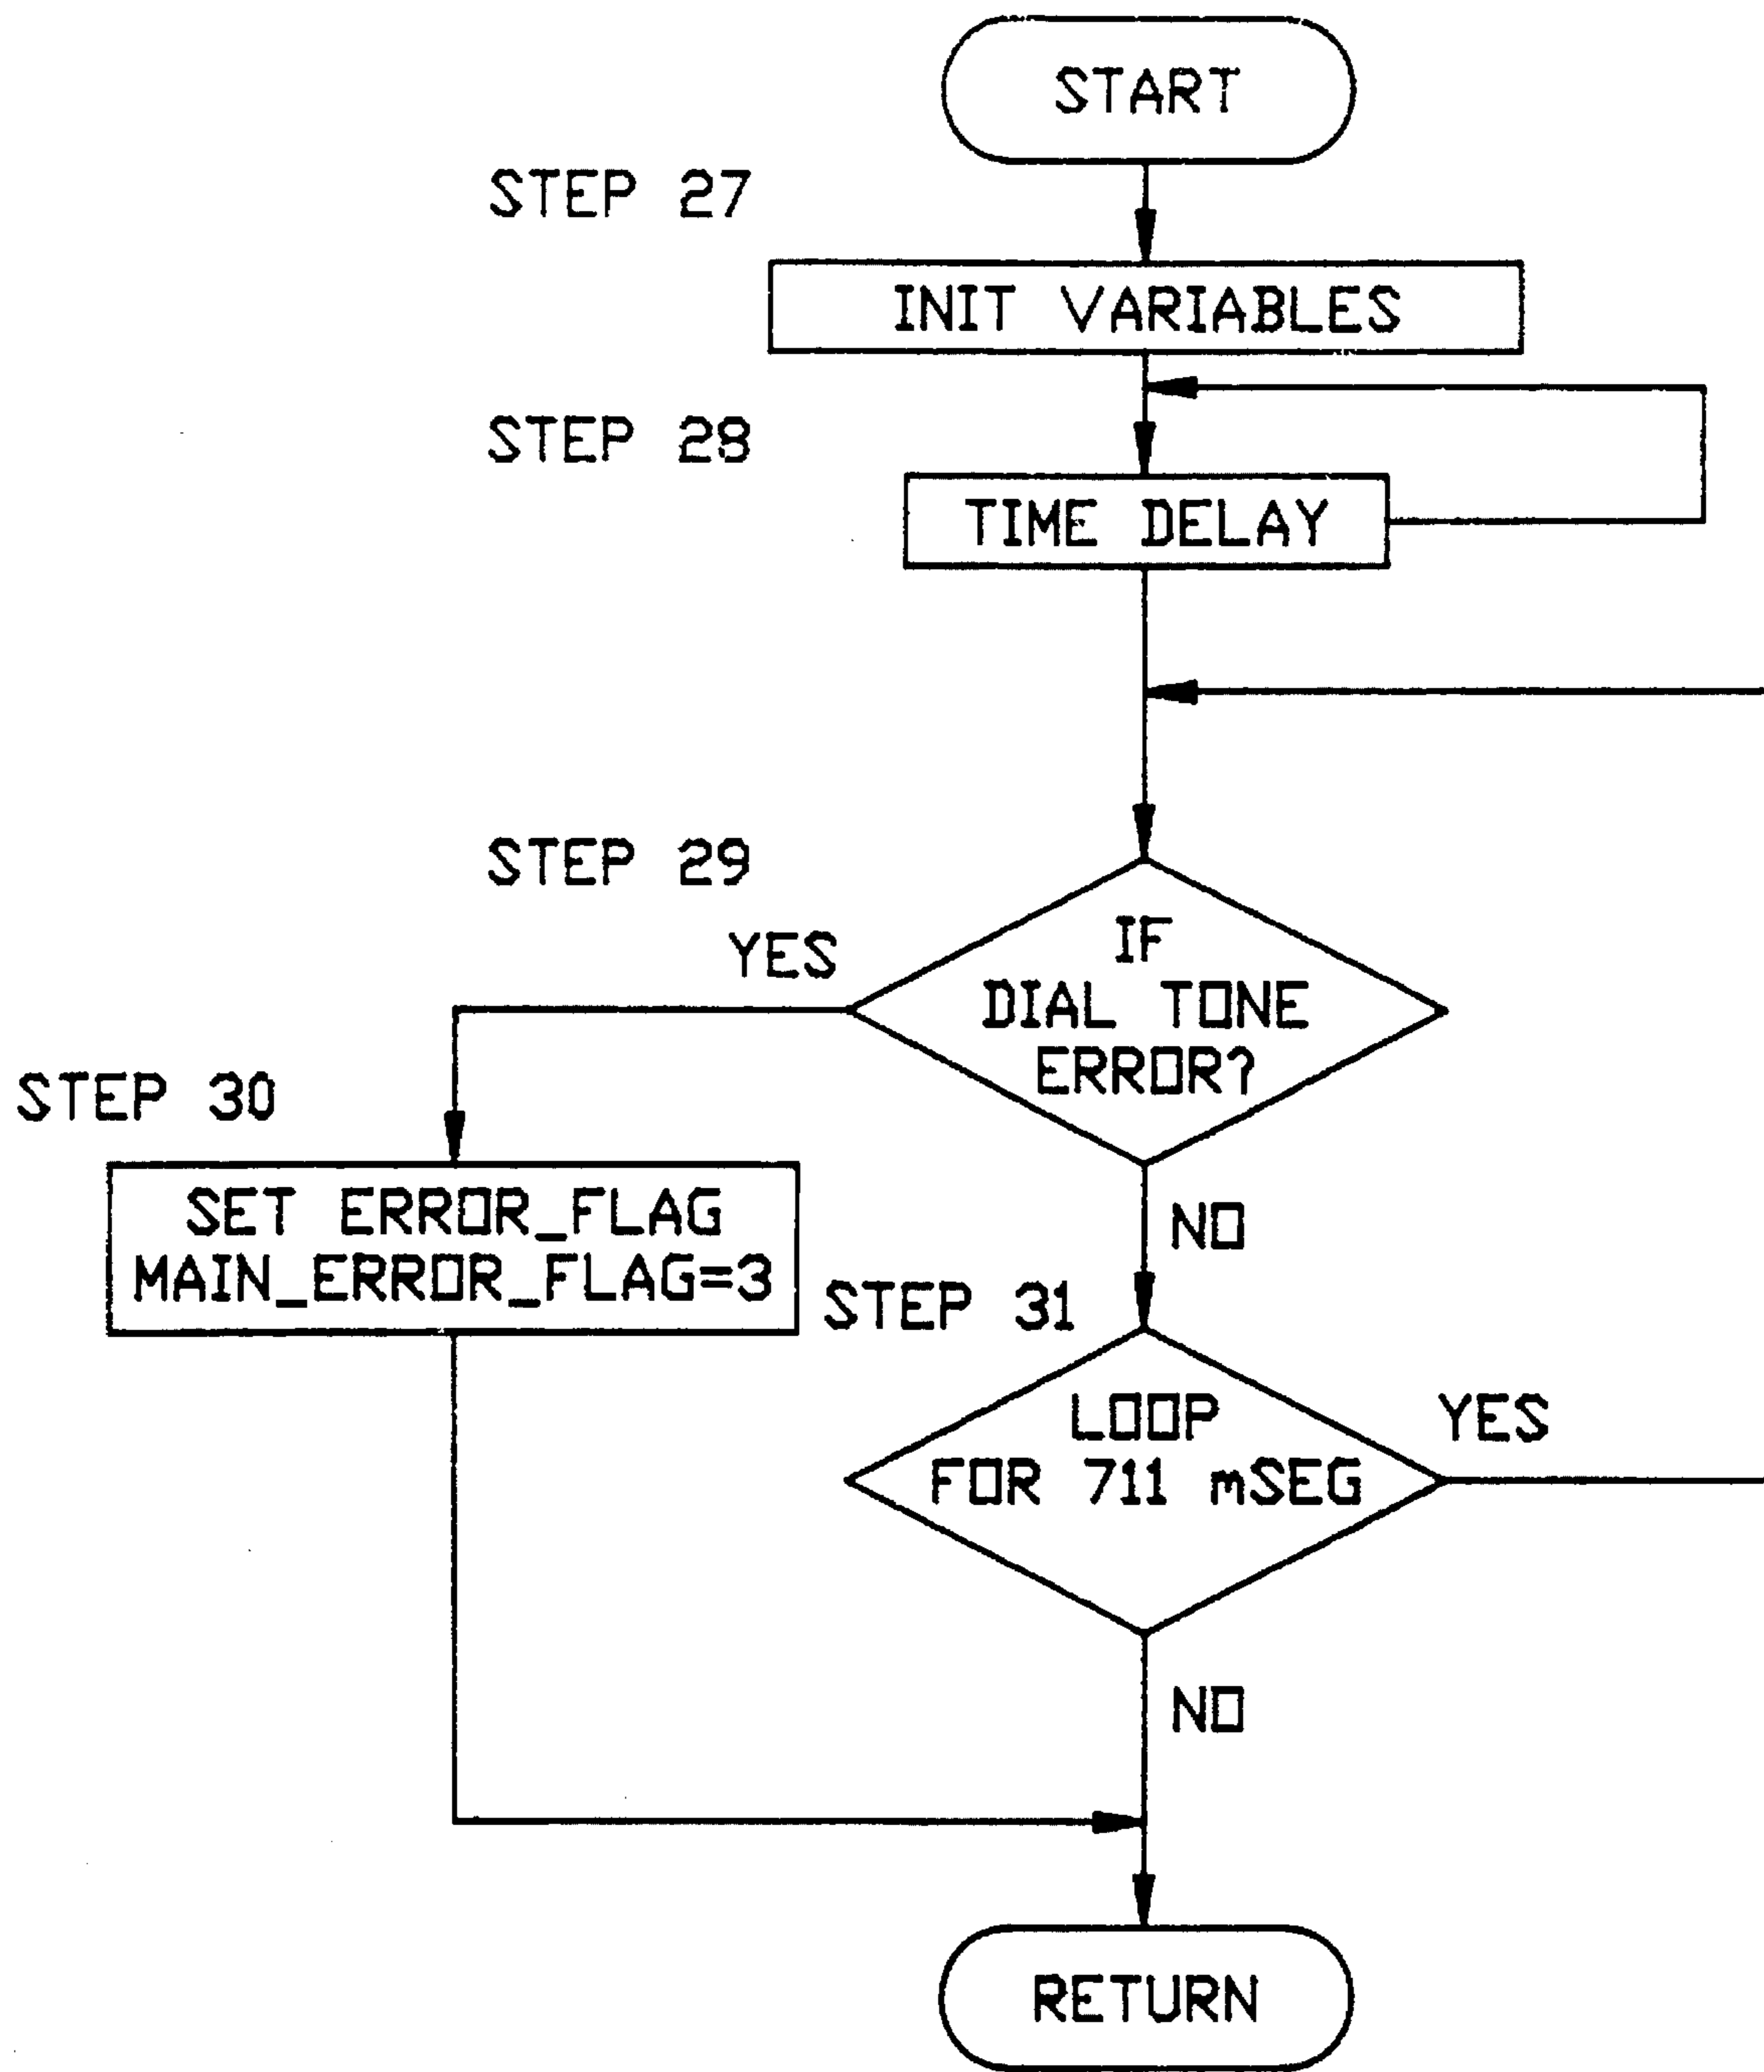 START
STEP 27
INIT VARIABLES
STEP 28
TIME DELAY
STEP 29
YES
IF
DIAL TONE
ERROR?
STEP 30
SET ERROR_FLAG
MAIN_ERROR_FLAG=3
NO
STEP 31
LOOP
FOR 711 mSEG
YES
NO
RETURN